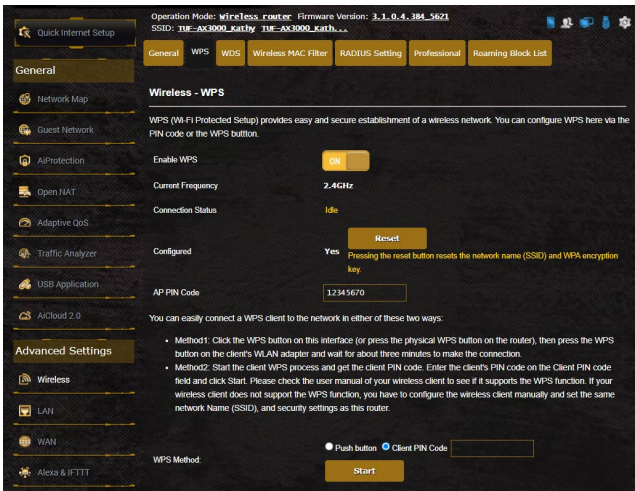 Operation Mode: Wireless router Firmware Version: 3.1.0.4.384_5621
SSID: TUF-AX3000_Kathy TUF-AX3000_Kath...
Quick Internet Setup
General WPS WDS Wireless MAC Filter RADIUS Setting Professional Roaming Block List
General
Network Map
Guest Network
AiProtection
Open NAT
Adaptive QoS
Traffic Analyzer
USB Application
AiCloud 2.0
Advanced Settings
Wireless
LAN
WAN
Alexa & IFTTT
Wireless - WPS
WPS (Wi-Fi Protected Setup) provides easy and secure establishment of a wireless network. You can configure WPS here via the
PIN code or the WPS buttton.
Enable WPS ON
Current Frequency 2.4GHz
Connection Status Idle
Reset
Configured Yes Pressing the reset button resets the network name (SSID) and WPA encryption
key.
AP PIN Code 12345670
You can easily connect a WPS client to the network in either of these two ways:
• Method1: Click the WPS button on this interface (or press the physical WPS button on the router), then press the WPS
button on the client's WLAN adapter and wait for about three minutes to make the connection.
• Method2: Start the client WPS process and get the client PIN code. Enter the client's PIN code on the Client PIN code
field and click Start. Please check the user manual of your wireless client to see if it supports the WPS function. If your
wireless client does not support the WPS function, you have to configure the wireless client manually and set the same
network Name (SSID), and security settings as this router.
Push button Client PIN Code
WPS Method:
Start